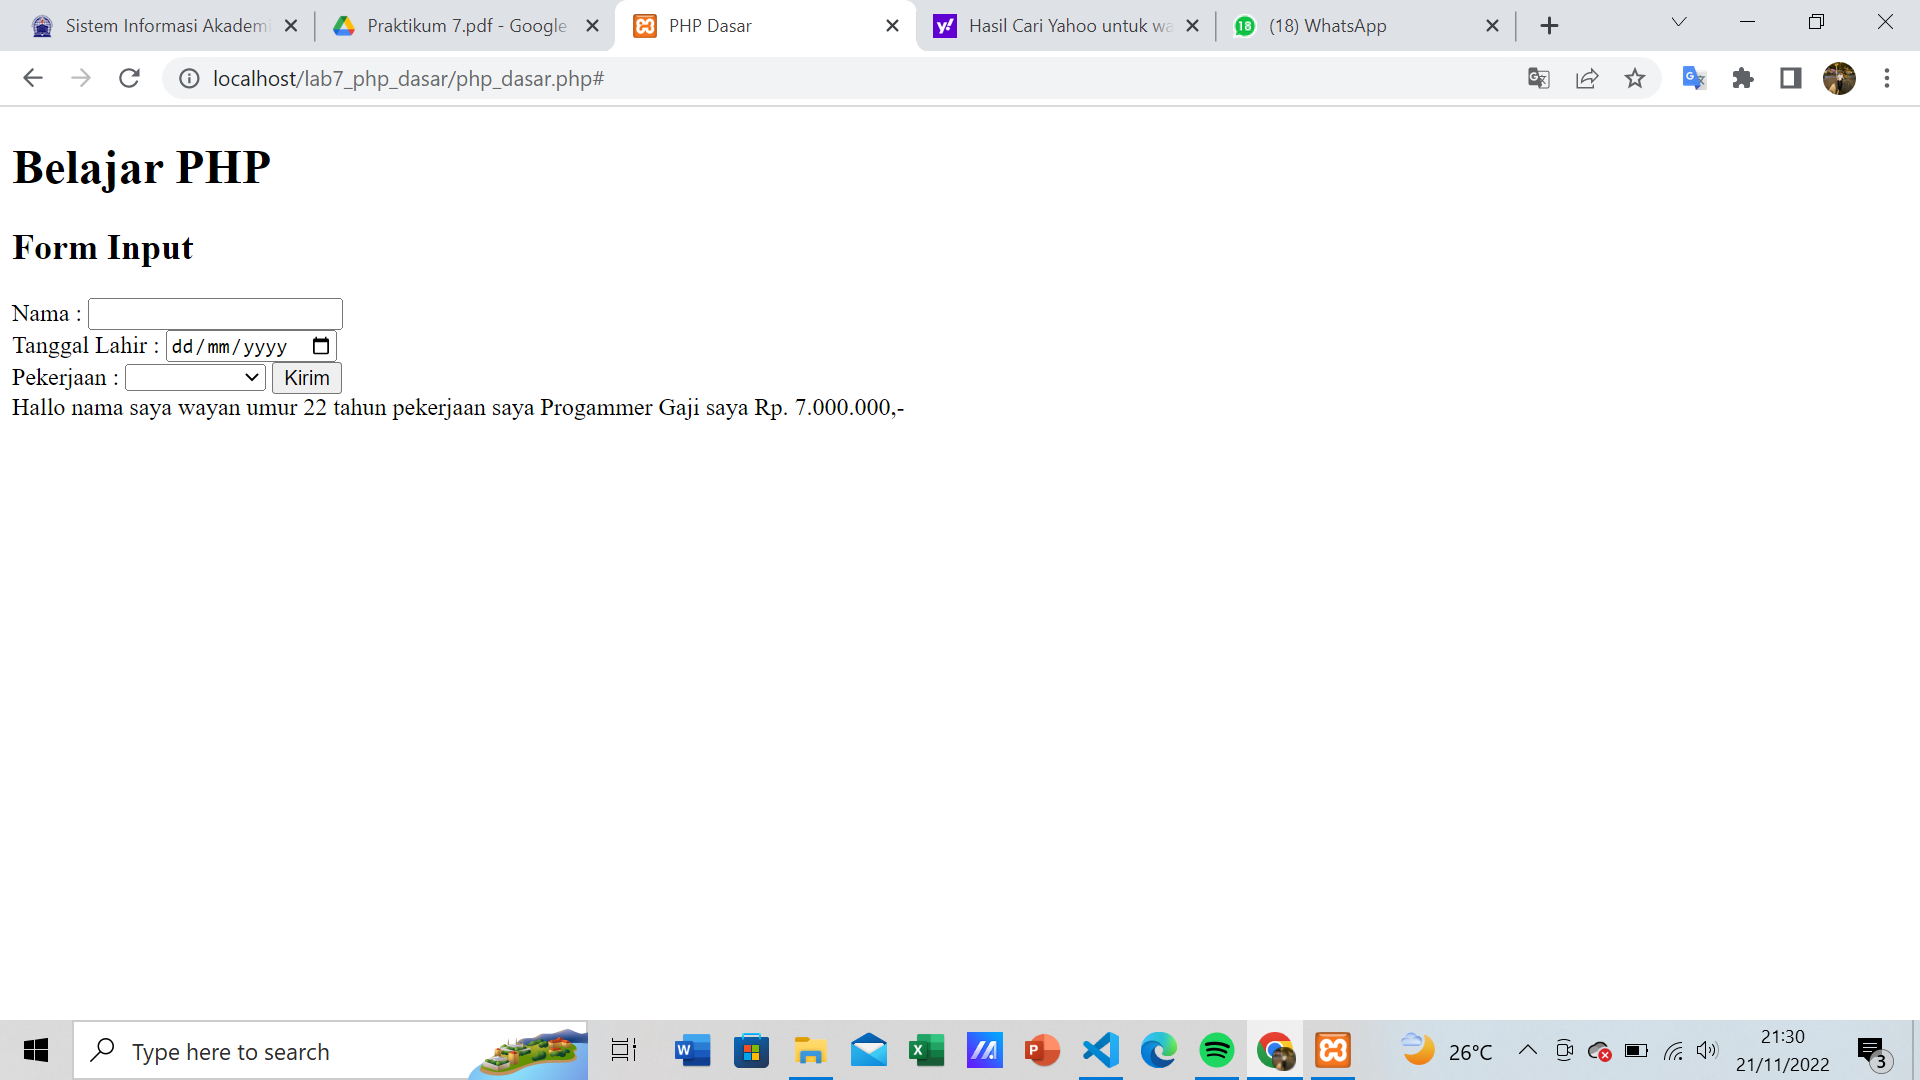 Sistem Informasi Akademi
Praktikum 7.pdf - Google
PHP Dasar
Hasil Cari Yahoo untuk wa
18
(18) WhatsApp
localhost/lab7_php_dasar/php_dasar.php#
Belajar PHP
Form Input
Nama :
Tanggal Lahir : dd/mm/yyyy
Pekerjaan : Kirim
Hallo nama saya wayan umur 22 tahun pekerjaan saya Progammer Gaji saya Rp. 7.000.000,-
Type here to search
26°C
21:30
21/11/2022
3